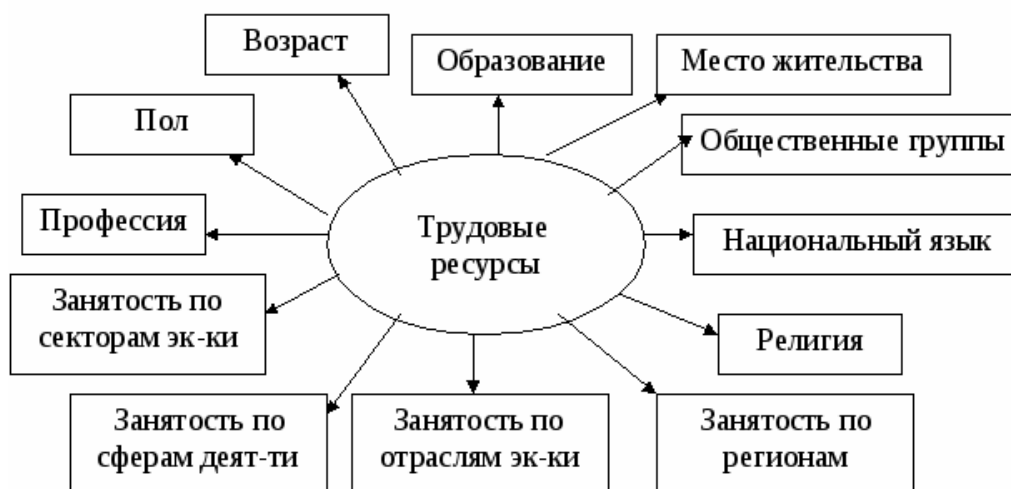 Возраст
Образование
Место жительства
Пол
Общественные группы
Профессия
Трудовые
ресурсы
Национальный язык
Занятость по
секторам эк-ки
Религия
Занятость по
сферам деят-ти
Занятость по
отраслям эк-ки
Занятость по
регионам